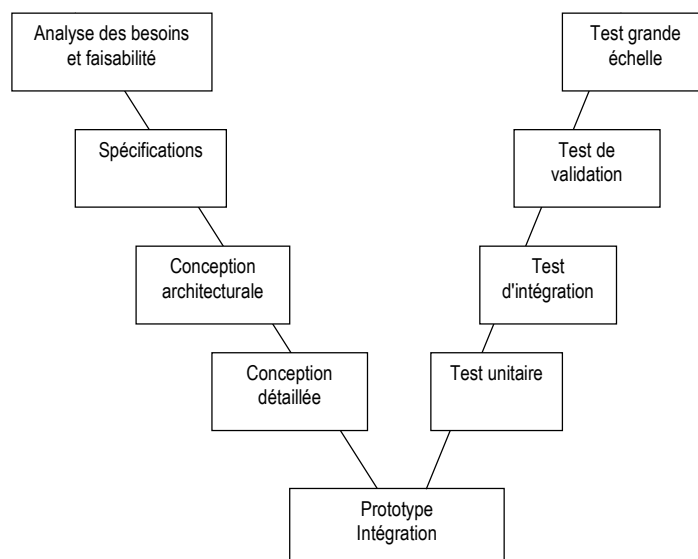 Analyse des besoins
et faisabilité
Test grande
échelle
Spécifications
Test de
validation
Conception
architecturale
Test
d'intégration
Conception
détaillée
Test unitaire
Prototype
Intégration